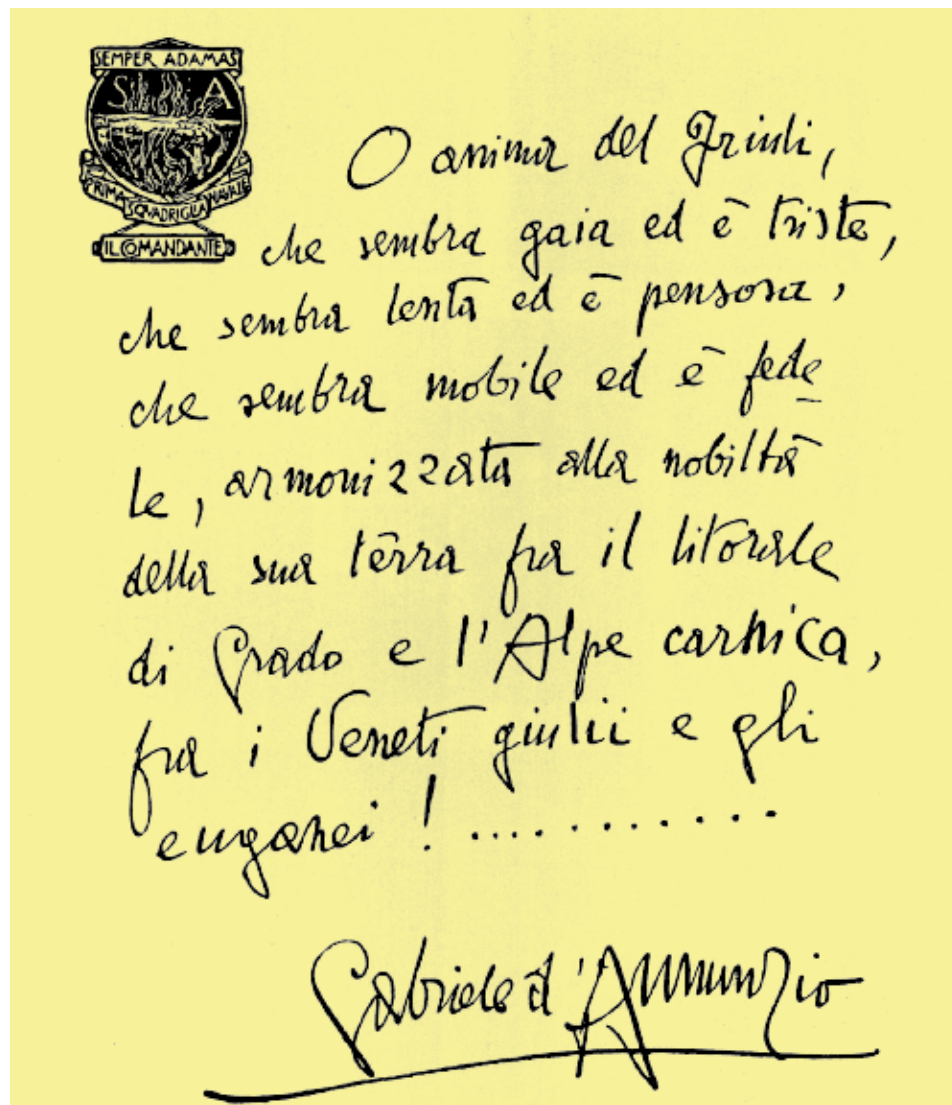 SEMPER ADAMAS
S A
PRIMA SQVADRIGLIA NAVALE
IL COMANDANTE
O anima del Friuli,
che sembra gaia ed è triste,
che sembra lenta ed è pensosa,
che sembra mobile ed è fede
le, armonizzata alla nobiltà
della sua terra fra il litorale
di Grado e l'Alpe carnica,
fra i Veneti giulii e gli
euganei! ...........
Gabriele d'Annunzio